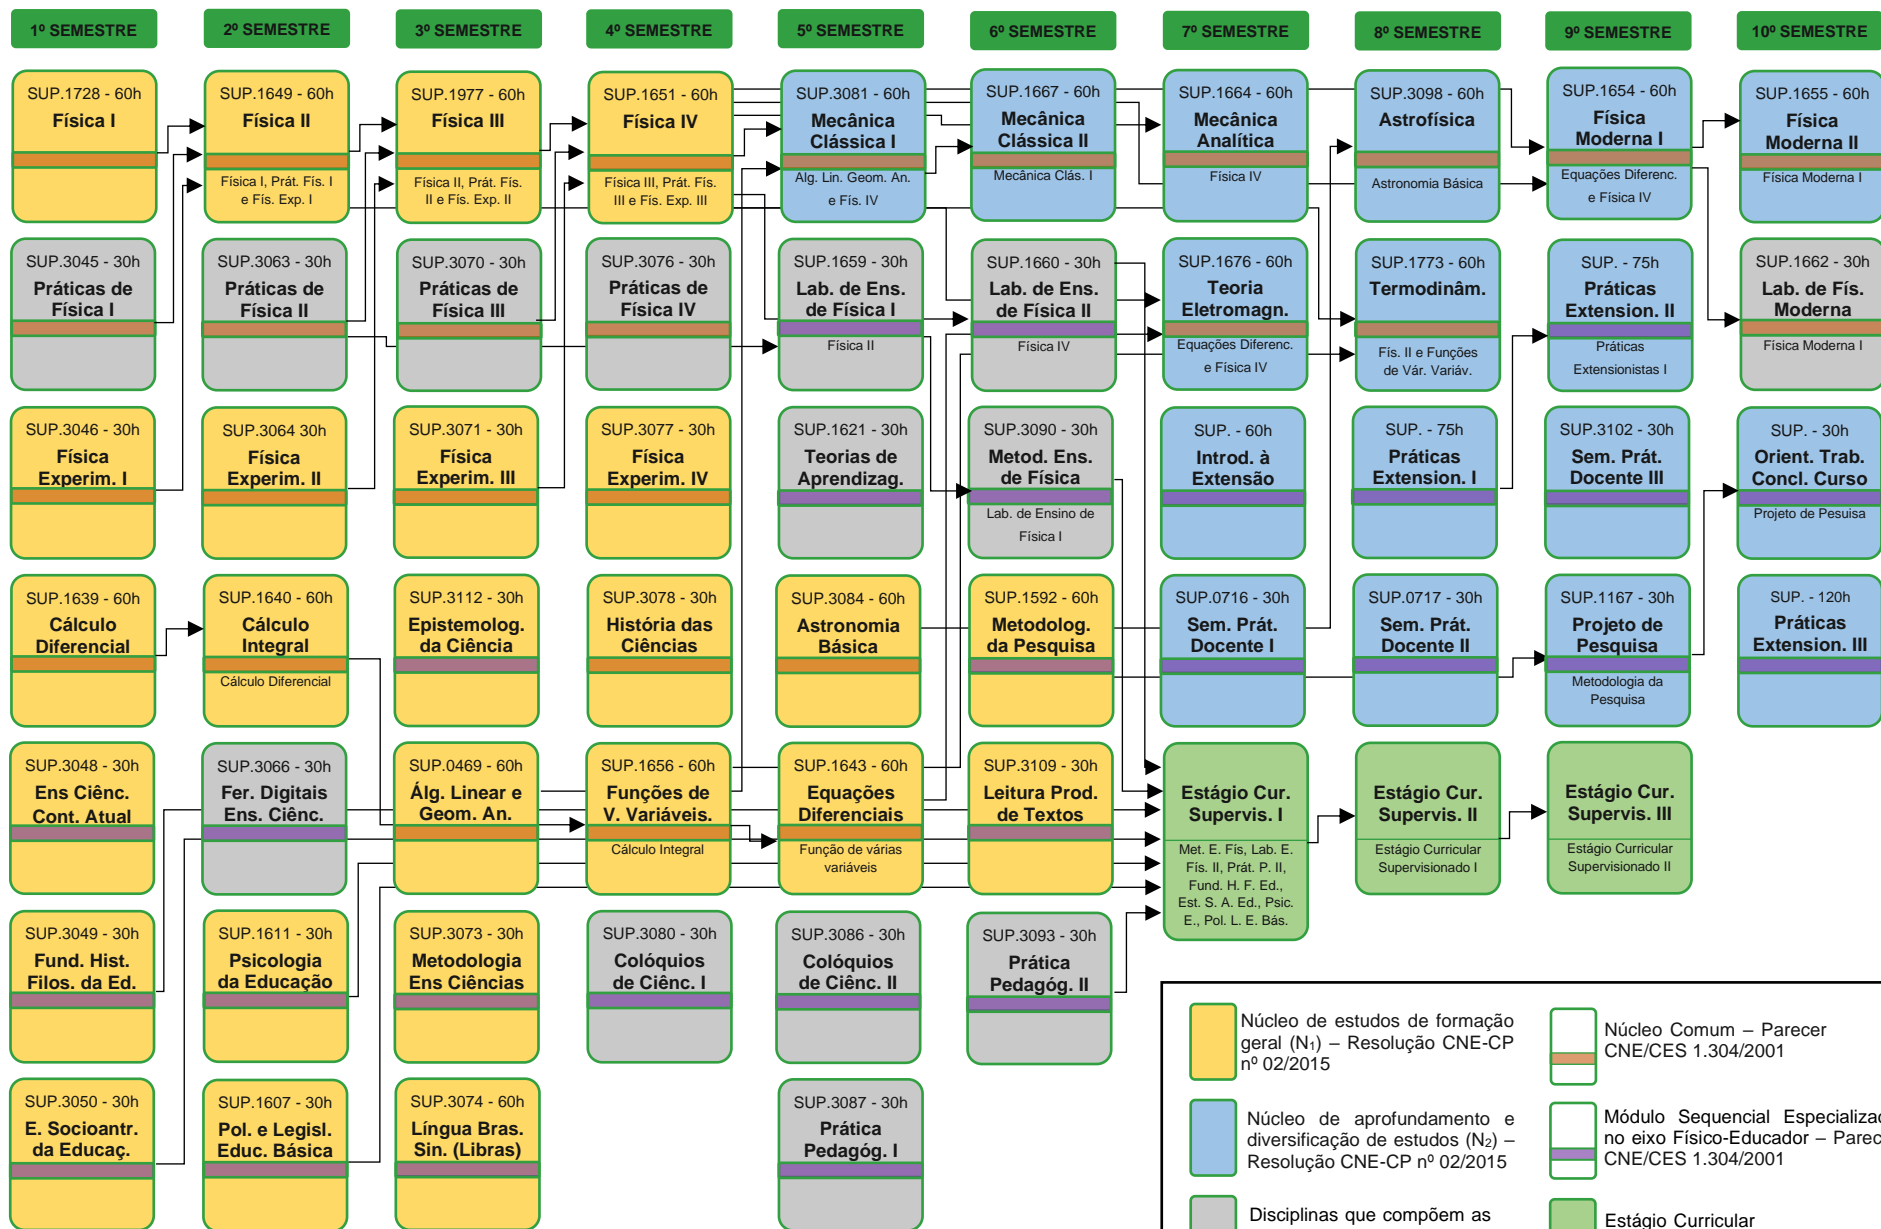 1º SEMESTRE
2º SEMESTRE
3º SEMESTRE
4º SEMESTRE
5º SEMESTRE
6º SEMESTRE
7º SEMESTRE
8º SEMESTRE
9º SEMESTRE
10º SEMESTRE
SUP.1728 - 60h
Física I
SUP.1649 - 60h
Física II
Física I, Prát. Fís. I
e Fís. Exp. I
SUP.1977 - 60h
Física III
Física II, Prát. Fís.
II e Fís. Exp. II
SUP.1651 - 60h
Física IV
Física III, Prát. Fís.
III e Fís. Exp. III
SUP.3081 - 60h
Mecânica
Clássica I
Alg. Lin. Geom. An.
e Fís. IV
SUP.1667 - 60h
Mecânica
Clássica II
Mecânica Clás. I
SUP.1664 - 60h
Mecânica
Analítica
Física IV
SUP.3098 - 60h
Astrofísica
Astronomia Básica
SUP.1654 - 60h
Física
Moderna I
Equações Diferenc.
e Física IV
SUP.1655 - 60h
Física
Moderna II
Física Moderna I
SUP.3045 - 30h
Práticas de
Física I
SUP.3063 - 30h
Práticas de
Física II
SUP.3070 - 30h
Práticas de
Física III
SUP.3076 - 30h
Práticas de
Física IV
SUP.1659 - 30h
Lab. de Ens.
de Física I
Física II
SUP.1660 - 30h
Lab. de Ens.
de Física II
Física IV
SUP.1676 - 60h
Teoria
Eletromagn.
Equações Diferenc.
e Física IV
SUP.1773 - 60h
Termodinâm.
Fís. II e Funções
de Vár. Variáv.
SUP. - 75h
Práticas
Extension. II
Práticas
Extensionistas I
SUP.1662 - 30h
Lab. de Fís.
Moderna
Física Moderna I
SUP.3046 - 30h
Física
Experim. I
SUP.3064 30h
Física
Experim. II
SUP.3071 - 30h
Física
Experim. III
SUP.3077 - 30h
Física
Experim. IV
SUP.1621 - 30h
Teorias de
Aprendizag.
SUP.3090 - 30h
Metod. Ens.
de Física
Lab. de Ensino de
Física I
SUP. - 60h
Introd. à
Extensão
SUP. - 75h
Práticas
Extension. I
SUP.3102 - 30h
Sem. Prát.
Docente III
SUP. - 30h
Orient. Trab.
Concl. Curso
Projeto de Pesuisa
SUP.1639 - 60h
Cálculo
Diferencial
SUP.1640 - 60h
Cálculo
Integral
Cálculo Diferencial
SUP.3112 - 30h
Epistemolog.
da Ciência
SUP.3078 - 30h
História das
Ciências
SUP.3084 - 60h
Astronomia
Básica
SUP.1592 - 60h
Metodolog.
da Pesquisa
SUP.0716 - 30h
Sem. Prát.
Docente I
SUP.0717 - 30h
Sem. Prát.
Docente II
SUP.1167 - 30h
Projeto de
Pesquisa
Metodologia da
Pesquisa
SUP. - 120h
Práticas
Extension. III
SUP.3048 - 30h
Ens Ciênc.
Cont. Atual
SUP.3066 - 30h
Fer. Digitais
Ens. Ciênc.
SUP.0469 - 60h
Álg. Linear e
Geom. An.
SUP.1656 - 60h
Funções de
V. Variáveis.
Cálculo Integral
SUP.1643 - 60h
Equações
Diferenciais
Função de várias
variáveis
SUP.3109 - 30h
Leitura Prod.
de Textos
Estágio Cur.
Supervis. I
Met. E. Fís, Lab. E.
Fís. II, Prát. P. II,
Fund. H. F. Ed.,
Est. S. A. Ed., Psic.
E., Pol. L. E. Bás.
Estágio Cur.
Supervis. II
Estágio Curricular
Supervisionado I
Estágio Cur.
Supervis. III
Estágio Curricular
Supervisionado II
SUP.3049 - 30h
Fund. Hist.
Filos. da Ed.
SUP.1611 - 30h
Psicologia
da Educação
SUP.3073 - 30h
Metodologia
Ens Ciências
SUP.3080 - 30h
Colóquios
de Ciênc. I
SUP.3086 - 30h
Colóquios
de Ciênc. II
SUP.3093 - 30h
Prática
Pedagóg. II
SUP.3050 - 30h
E. Socioantr.
da Educaç.
SUP.1607 - 30h
Pol. e Legisl.
Educ. Básica
SUP.3074 - 60h
Língua Bras.
Sin. (Libras)
SUP.3087 - 30h
Prática
Pedagóg. I
Núcleo de estudos de formação
geral (N₁) – Resolução CNE-CP
nº 02/2015
Núcleo Comum – Parecer
CNE/CES 1.304/2001
Núcleo de aprofundamento e
diversificação de estudos (N₂) –
Resolução CNE-CP nº 02/2015
Módulo Sequencial Especializad
no eixo Físico-Educador – Parec
CNE/CES 1.304/2001
Disciplinas que compõem as
Estágio Curricular